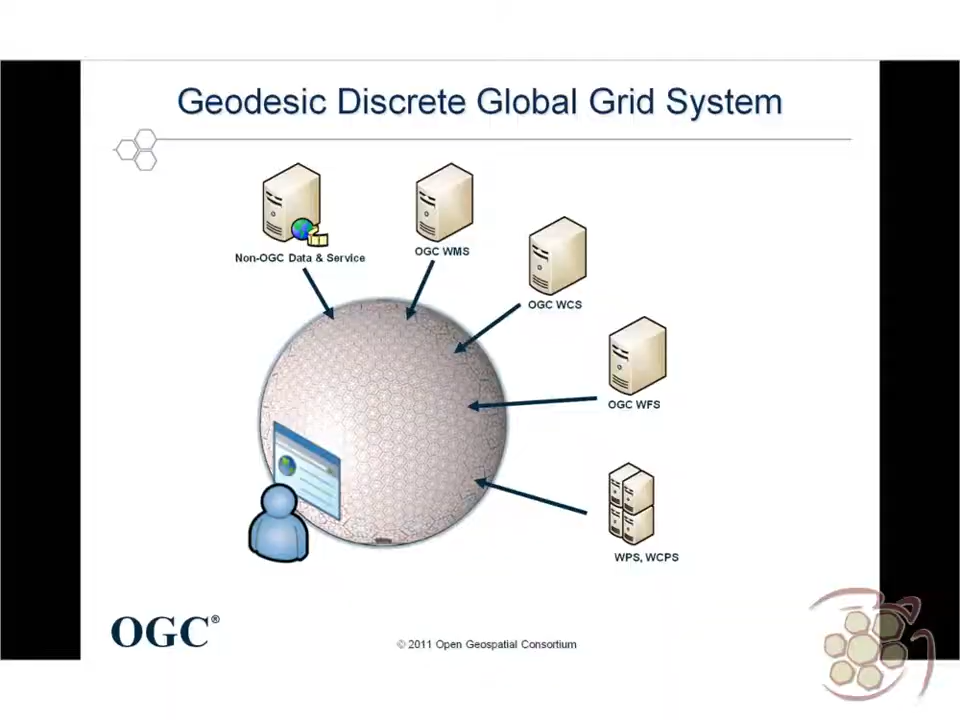 Geodesic Discrete Global Grid System
Non-OGC Data & Service
OGC WMS
OGC WCS
OGC WFS
WPS, WCPS
OGC®
© 2011 Open Geospatial Consortium